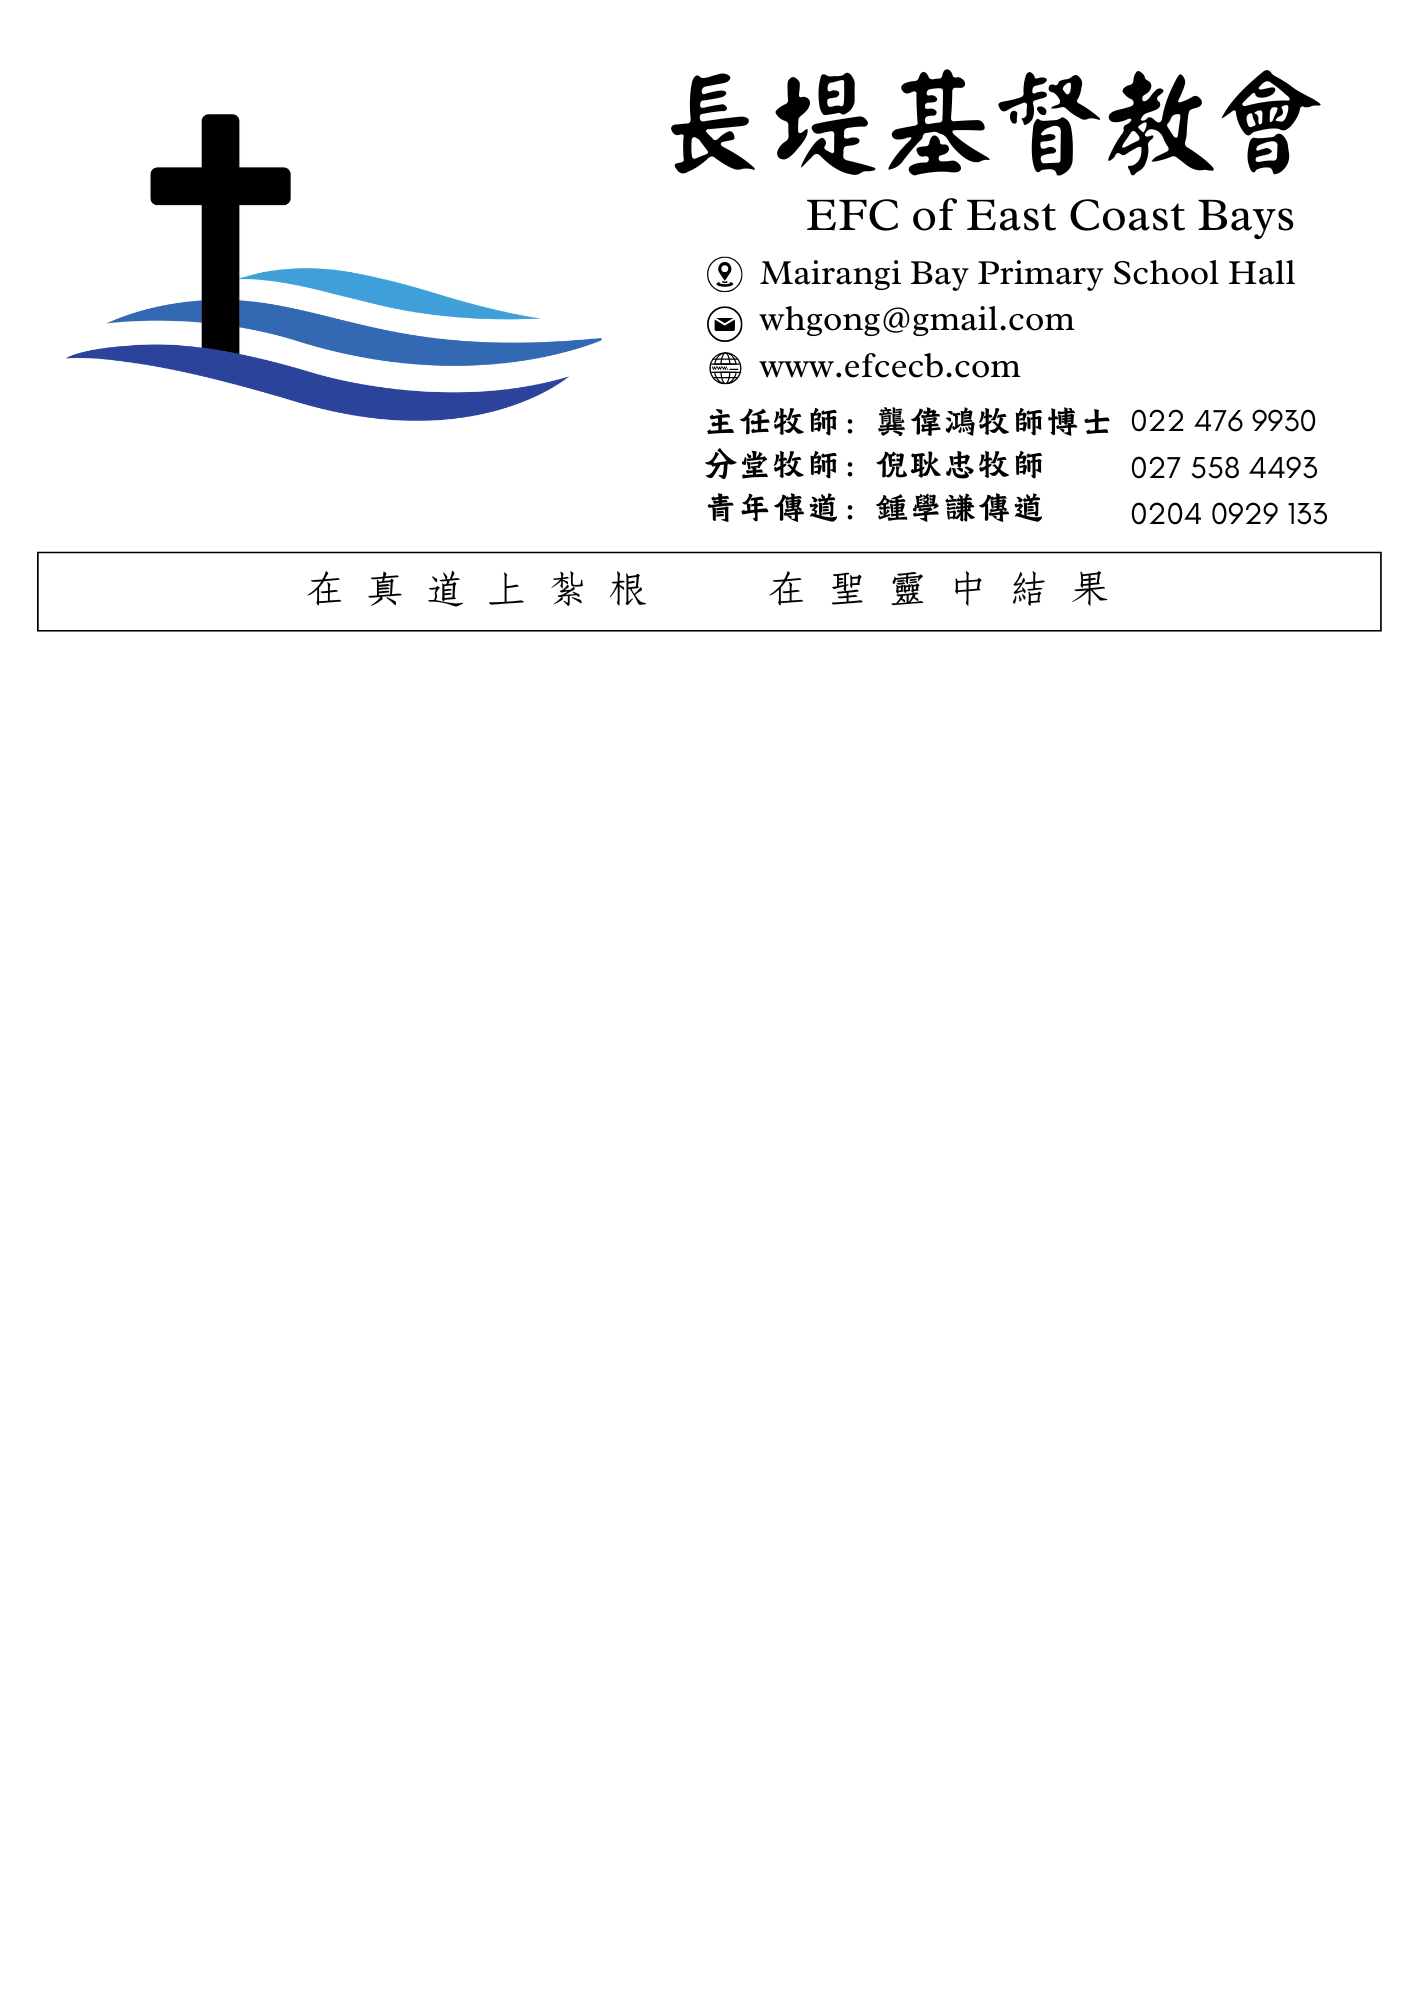 長堤基督教會
EFC of East Coast Bays
Mairangi Bay Primary School Hall
whgong@gmail.com
www.efcecb.com
主任牧師：龔偉鴻牧師博士 022 476 9930
分堂牧師：倪耿忠牧師 027 558 4493
青年傳道：鍾學謙傳道 0204 0929 133
在真道上紮根 在聖靈中結果